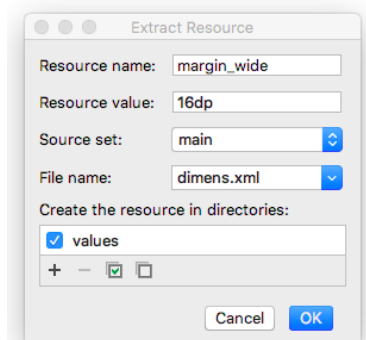 Extract Resource
Resource name: margin_wide
Resource value: 16dp
Source set: main
File name: dimens.xml
Create the resource in directories:
values
Cancel OK